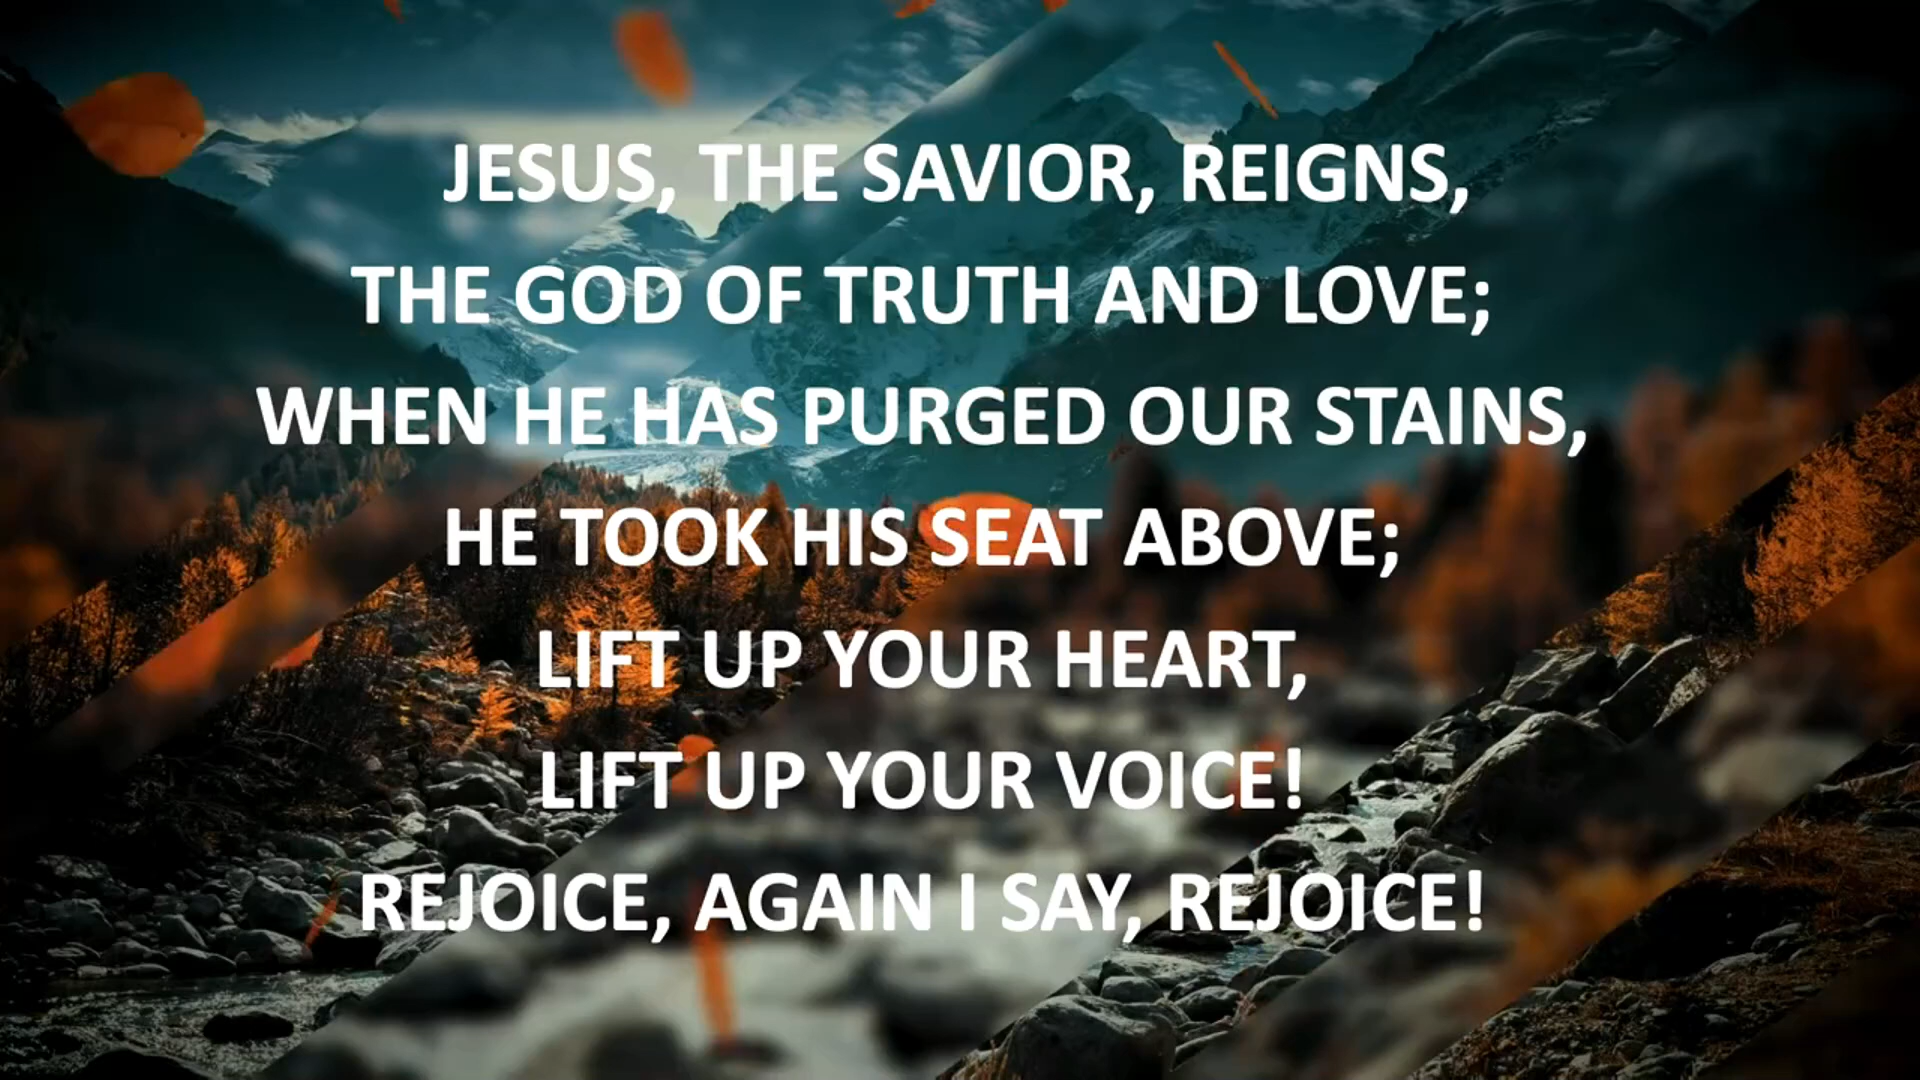 JESUS, THE SAVIOR, REIGNS,
THE GOD OF TRUTH AND LOVE;
WHEN HE HAS PURGED OUR STAINS,
HE TOOK HIS SEAT ABOVE;
LIFT UP YOUR HEART,
LIFT UP YOUR VOICE!
REJOICE, AGAIN I SAY, REJOICE!